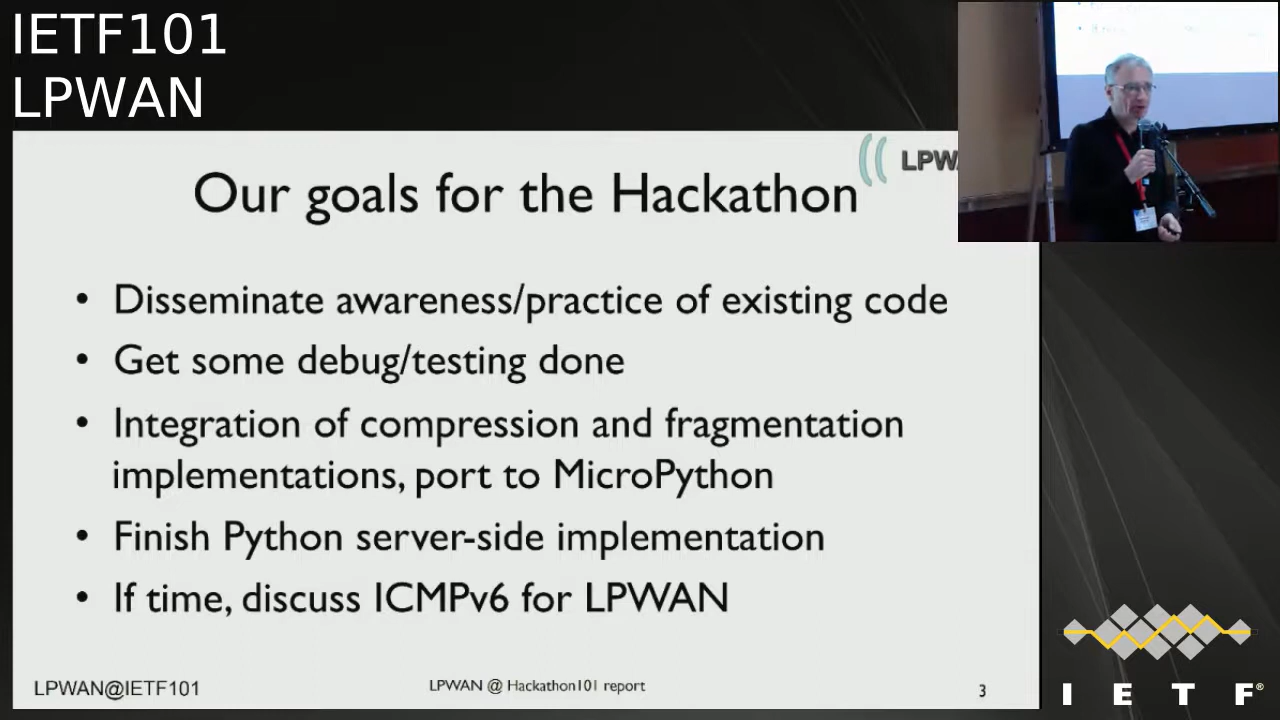 IETF101
LPWAN
LPW
Our goals for the Hackathon
• Disseminate awareness/practice of existing code
• Get some debug/testing done
• Integration of compression and fragmentation
implementations, port to MicroPython
• Finish Python server-side implementation
• If time, discuss ICMPv6 for LPWAN
LPWAN@IETF101
LPWAN @ Hackathon101 report
3
I E T F®